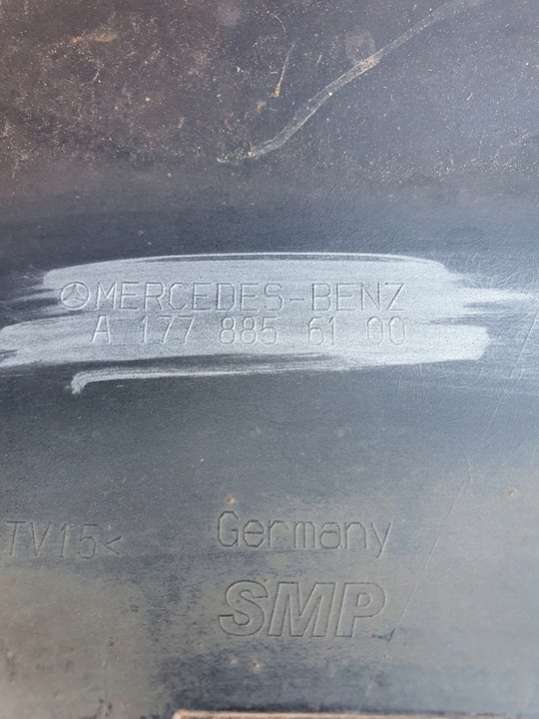 MERCEDES-BENZ
A 177 885 61 00
TV15<
Germany
SMP